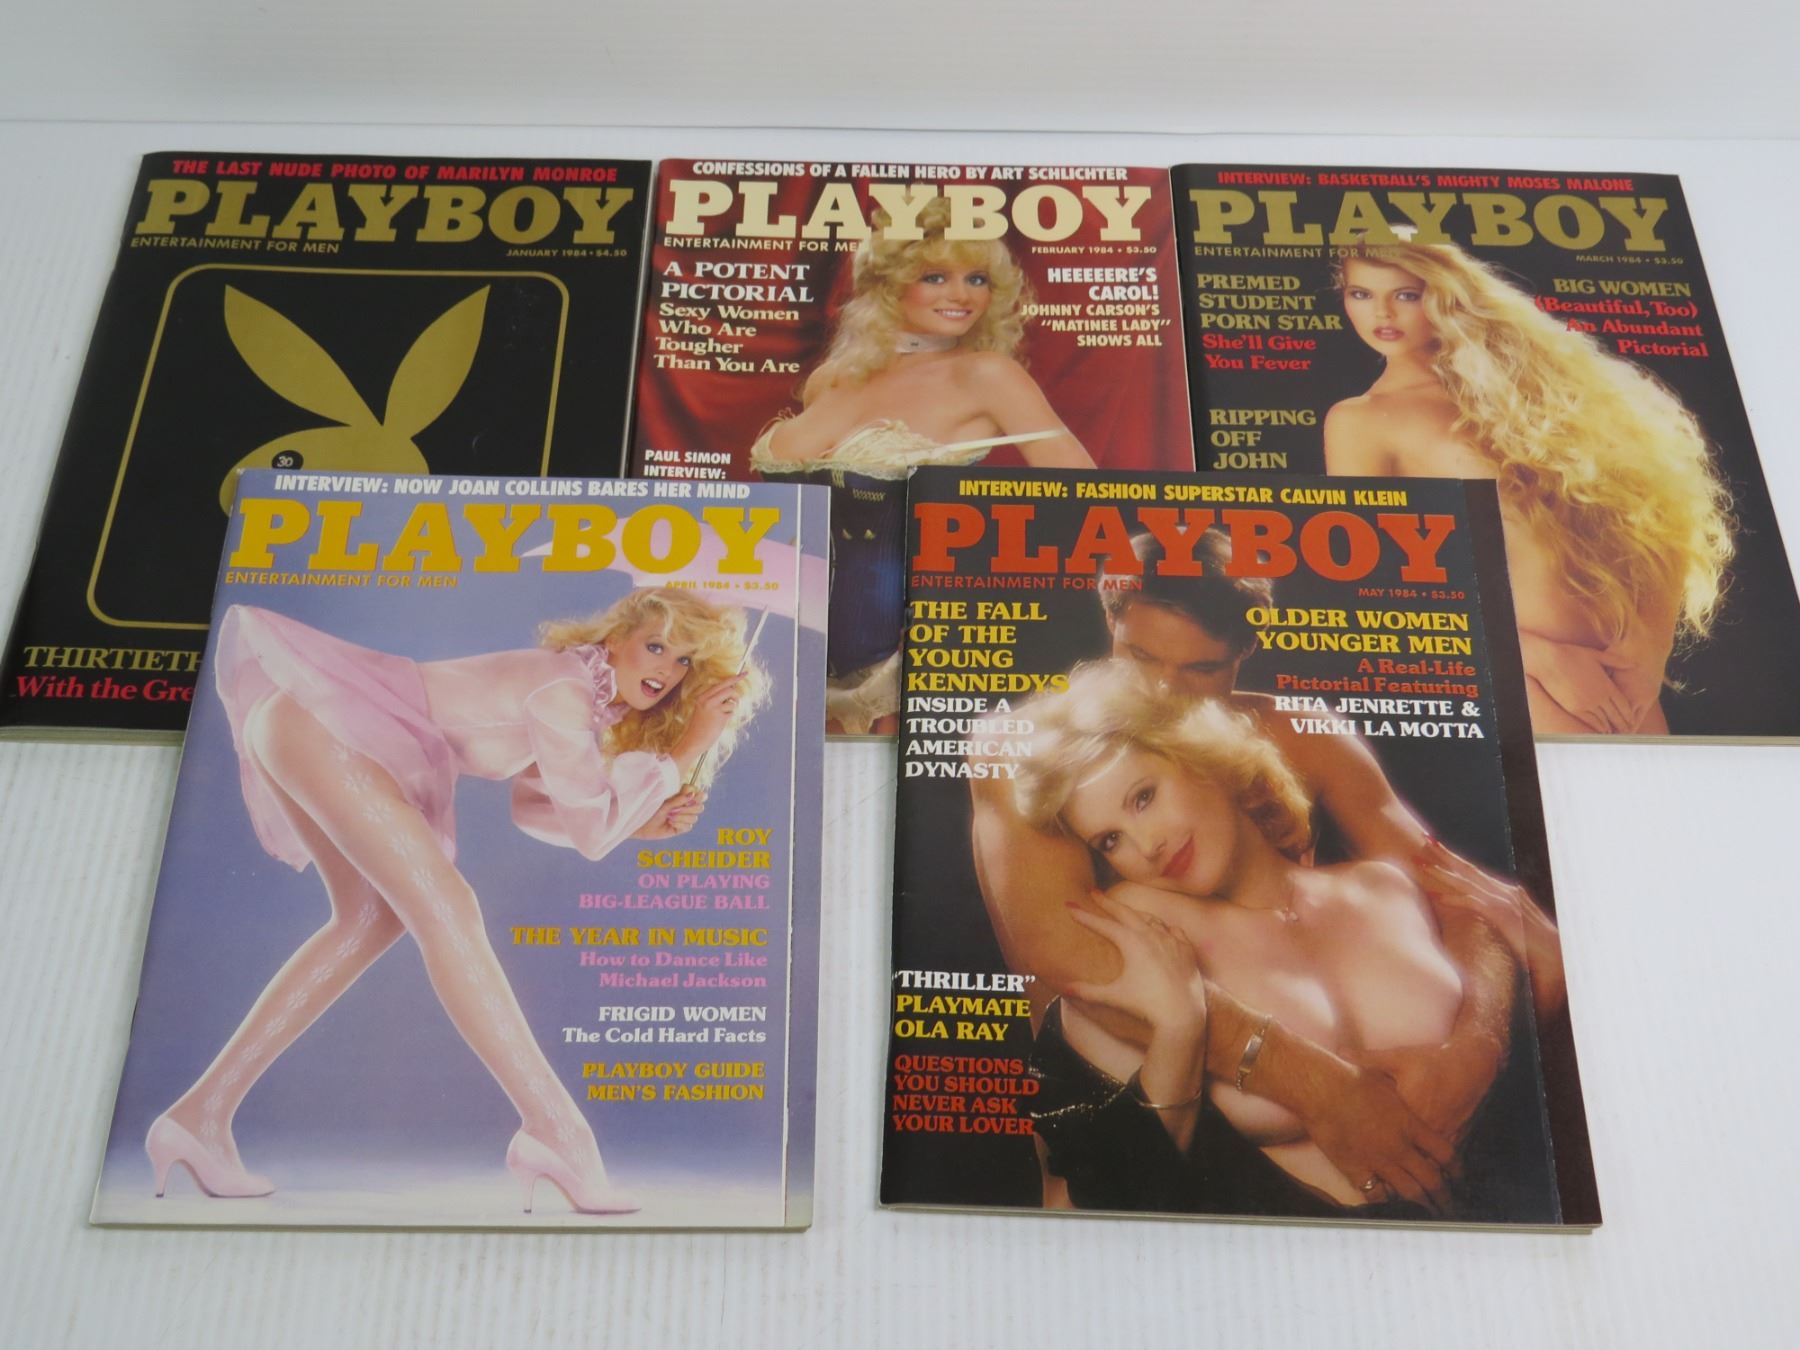 THE LAST NUDE PHOTO OF MARILYN MONROE
PLAYBOY
ENTERTAINMENT FOR MEN
JANUARY 1984 • $4.50
30
THIRTIETH
With the Gre
CONFESSIONS OF A FALLEN HERO BY ART SCHLICHTER
PLAYBOY
ENTERTAINMENT FOR MEN
FEBRUARY 1984 • $3.50
A POTENT
PICTORIAL
Sexy Women
Who Are
Tougher
Than You Are
HEEEEERE'S
CAROL!
JOHNNY CARSON'S
"MATINEE LADY"
SHOWS ALL
PAUL SIMON
INTERVIEW:
INTERVIEW: BASKETBALL'S MIGHTY MOSES MALONE
PLAYBOY
ENTERTAINMENT FOR MEN
MARCH 1984 • $3.50
PREMED
STUDENT
PORN STAR
She'll Give
You Fever
BIG WOMEN
(Beautiful, Too)
An Abundant
Pictorial
RIPPING
OFF
JOHN
INTERVIEW: NOW JOAN COLLINS BARES HER MIND
PLAYBOY
ENTERTAINMENT FOR MEN
APRIL 1984 • $3.50
ROY
SCHEIDER
ON PLAYING
BIG-LEAGUE BALL
THE YEAR IN MUSIC
How to Dance Like
Michael Jackson
FRIGID WOMEN
The Cold Hard Facts
PLAYBOY GUIDE
MEN'S FASHION
INTERVIEW: FASHION SUPERSTAR CALVIN KLEIN
PLAYBOY
ENTERTAINMENT FOR MEN
MAY 1984 • $3.50
THE FALL
OF THE
YOUNG
KENNEDYS
INSIDE A
TROUBLED
AMERICAN
DYNASTY
OLDER WOMEN
YOUNGER MEN
A Real-Life
Pictorial Featuring
RITA JENRETTE &
VIKKI LA MOTTA
"THRILLER"
PLAYMATE
OLA RAY
QUESTIONS
YOU SHOULD
NEVER ASK
YOUR LOVER